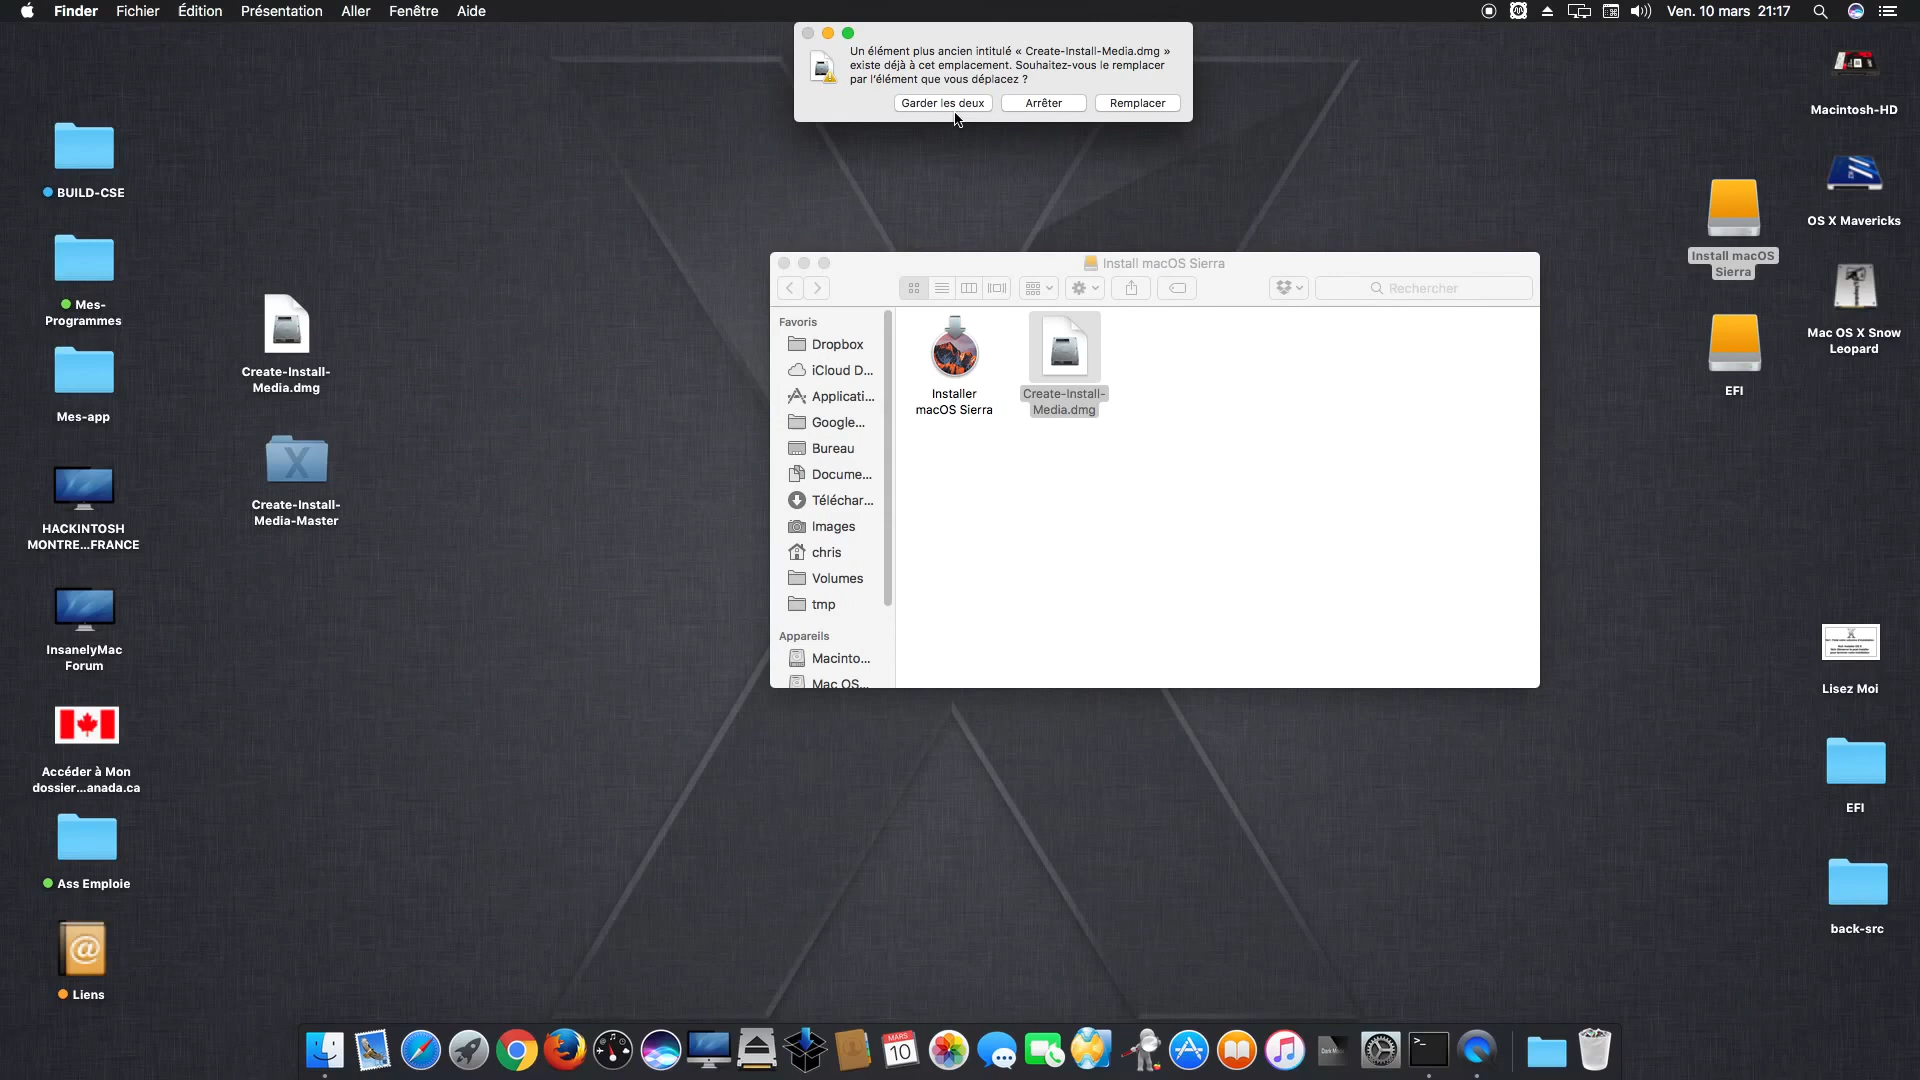 Finder Fichier Édition Présentation Aller Fenêtre Aide
Ven. 10 mars 21:17
Un élément plus ancien intitulé « Create-Install-Media.dmg »
existe déjà à cet emplacement. Souhaitez-vous le remplacer
par l'élément que vous déplacez ?
Garder les deux Arrêter Remplacer
BUILD-CSE
Mes-
Programmes
Mes-app
HACKINTOSH
MONTRE...FRANCE
InsanelyMac
Forum
Accéder à Mon
dossier...anada.ca
Ass Emploie
Liens
Create-Install-
Media.dmg
X
Create-Install-
Media-Master
Install macOS Sierra
Rechercher
Favoris
Dropbox
iCloud D...
Applicati...
Google...
Bureau
Docume...
Téléchar...
Images
chris
Volumes
tmp
Appareils
Macinto...
Mac OS...
Installer
macOS Sierra
Create-Install-
Media.dmg
Install macOS
Sierra
EFI
Macintosh-HD
OS X Mavericks
Mac OS X Snow
Leopard
Lisez Moi
EFI
back-src
MARS
10